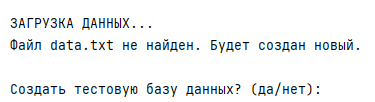 ЗАГРУЗКА ДАННЫХ...
Файл data.txt не найден. Будет создан новый.
Создать тестовую базу данных? (да/нет):